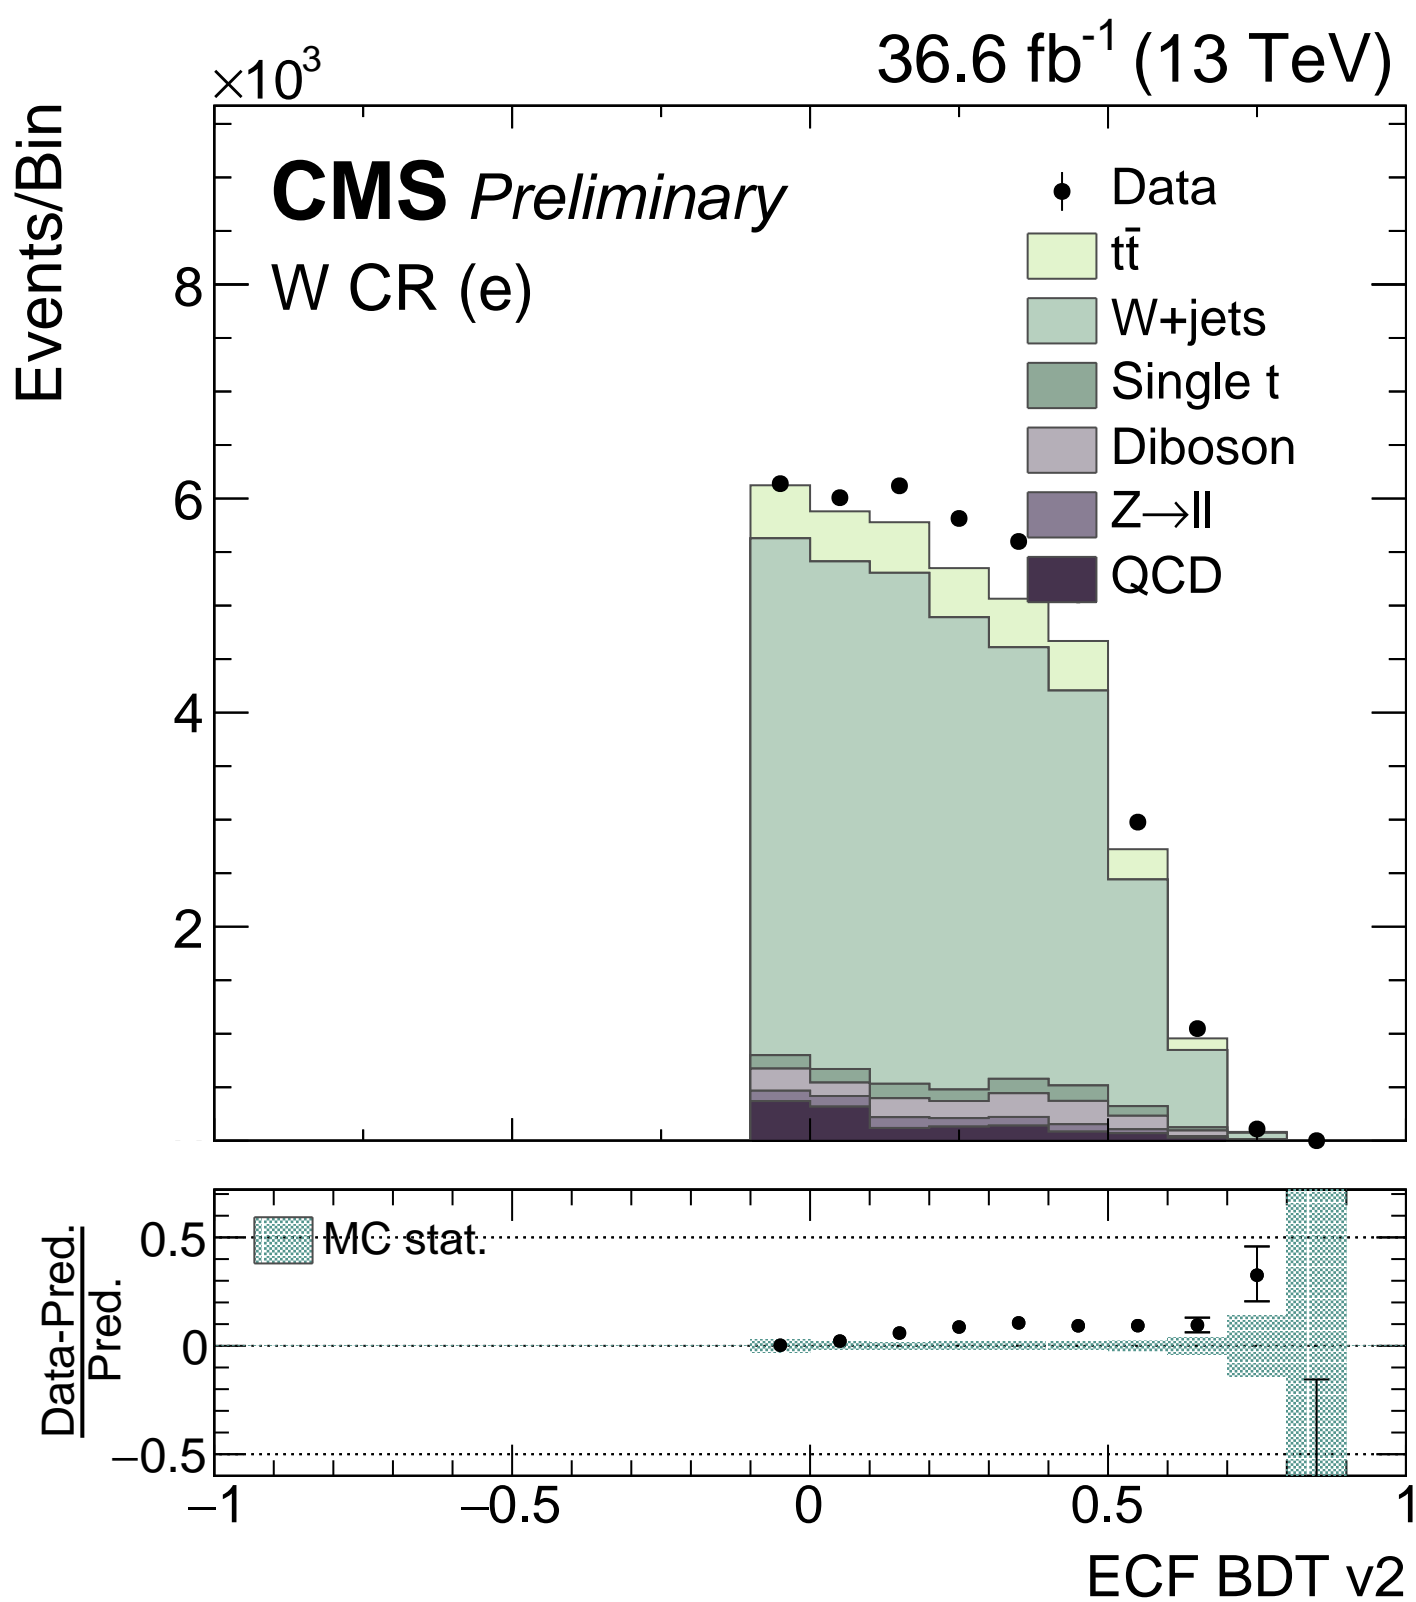 36.6 fb⁻¹ (13 TeV)
×10³
Events/Bin
CMS Preliminary
W CR (e)
Data
tt̄
W+jets
Single t
Diboson
Z→ll
QCD
8
6
4
2
MC stat.
Data-Pred.
Pred.
0.5
0
−0.5
−1
−0.5
0
0.5
1
ECF BDT v2